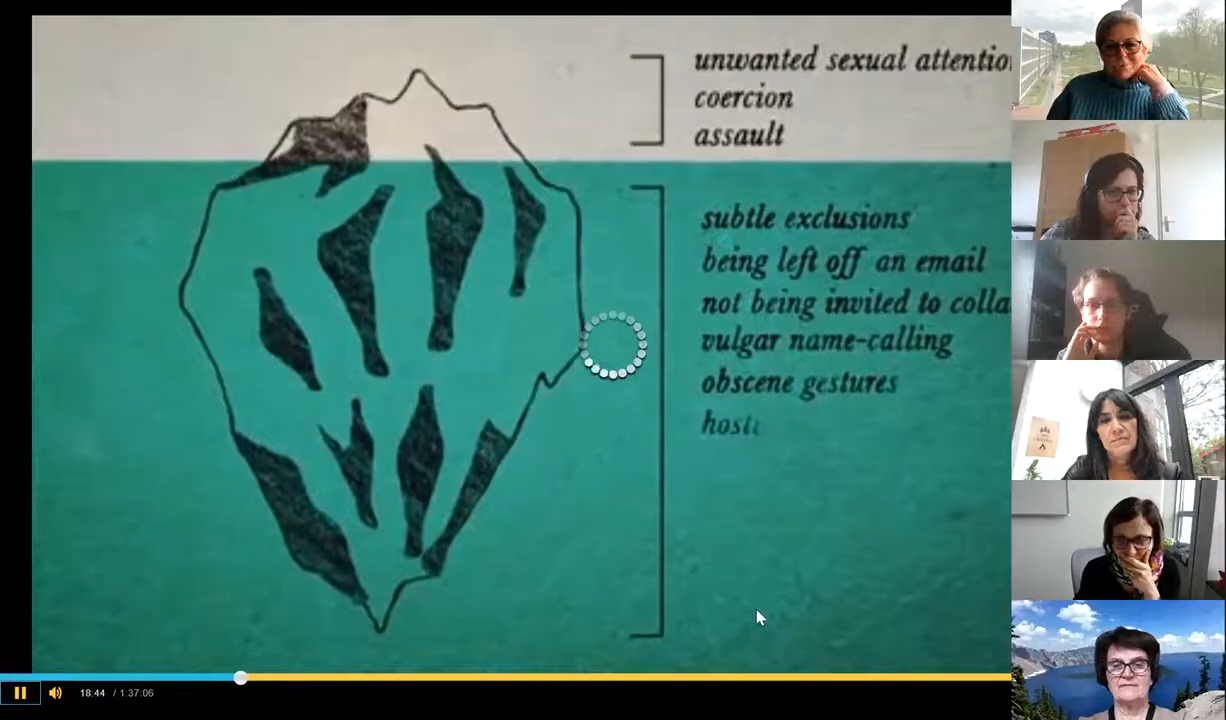 unwanted sexual attentio
coercion
assault
subtle exclusions
being left off an email
not being invited to colla
vulgar name-calling
obscene gestures
hosti
18:44 / 1:37:06